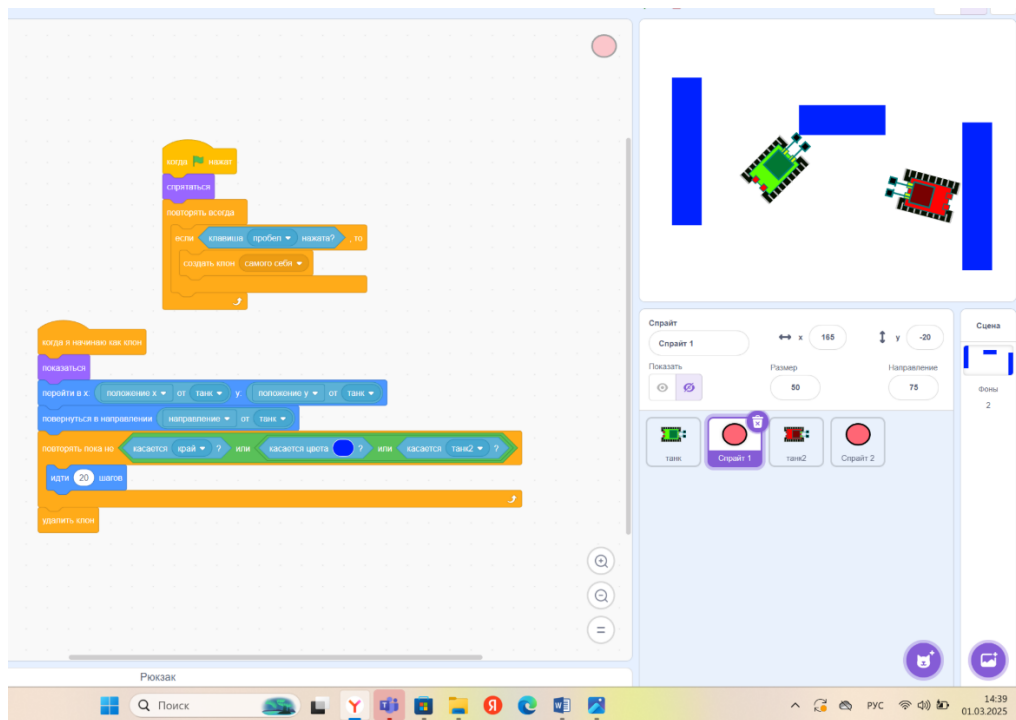 когда нажат
спрятаться
повторять всегда
если клавиша пробел нажата? , то
создать клон самого себя
когда я начинаю как клон
показаться
перейти в x: положение x от танк y: положение y от танк
повернуться в направлении направление от танк
повторять пока не касается край ? или касается цвета ? или касается танк2 ?
идти 20 шагов
удалить клон
Рюкзак
Спрайт
Спрайт 1
x 165
y -20
Показать
Размер
50
Направление
75
танк
Спрайт 1
танк2
Спрайт 2
Сцена
Фоны
2
Поиск
РУС
14:39
01.03.2025